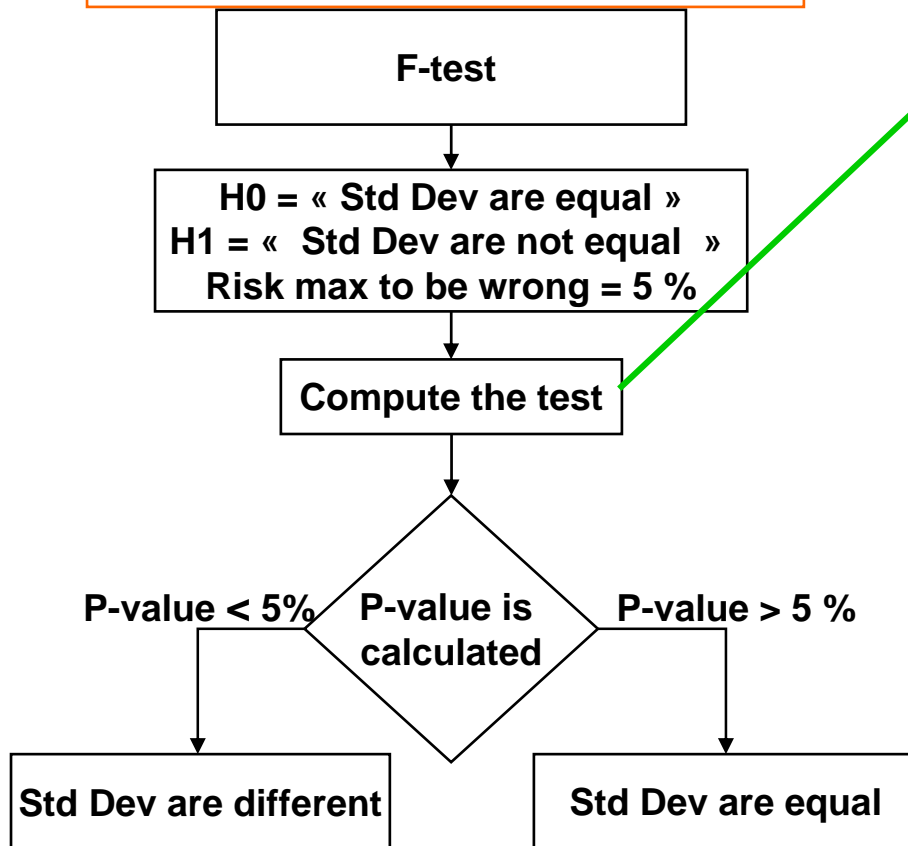 F-test
H0 = « Std Dev are equal »
H1 = « Std Dev are not equal »
Risk max to be wrong = 5 %
Compute the test
P-value < 5%
P-value is
calculated
P-value > 5 %
Std Dev are different
Std Dev are equal